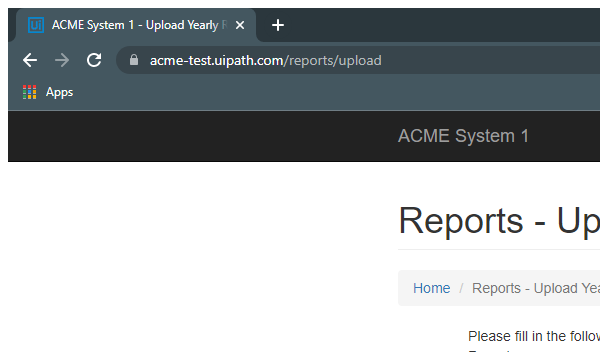 ACME System 1 - Upload Yearly
acme-test.uipath.com/reports/upload
Apps
ACME System 1
Reports - Up
Home / Reports - Upload Yea
Please fill in the follo